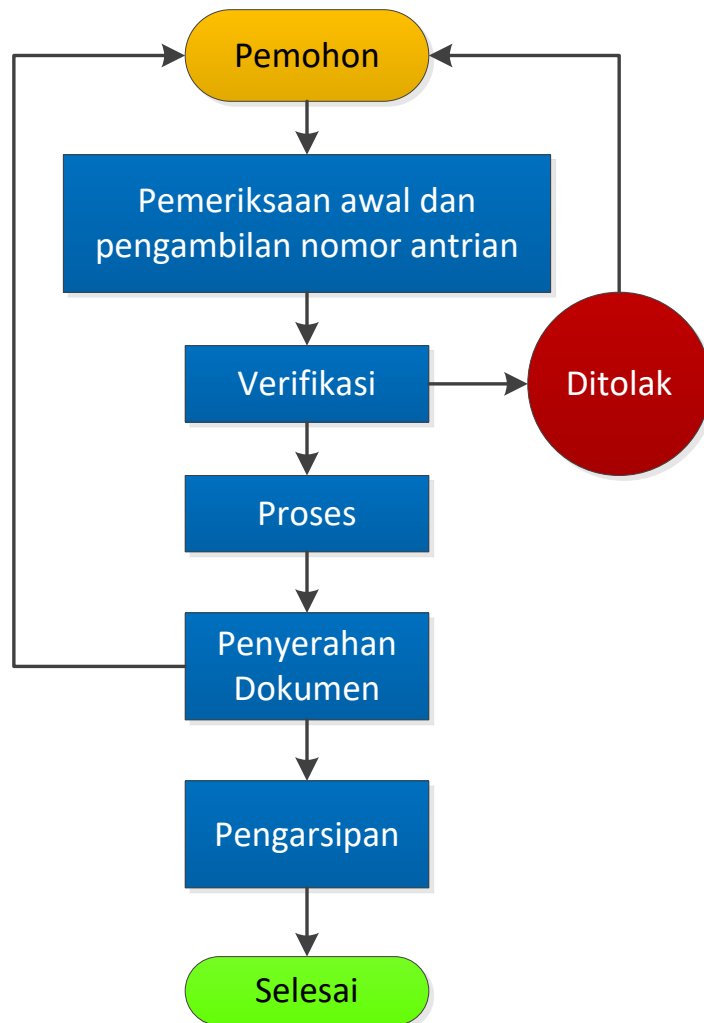 Pemohon
Pemeriksaan awal dan
pengambilan nomor antrian
Verifikasi
Ditolak
Proses
Penyerahan
Dokumen
Pengarsipan
Selesai